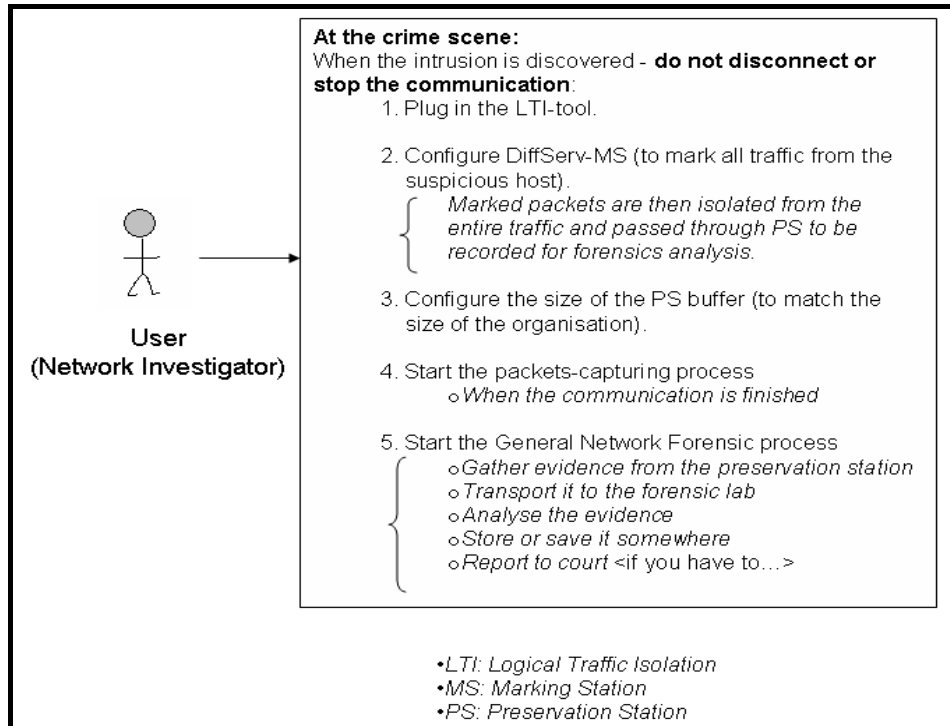 At the crime scene:
When the intrusion is discovered - do not disconnect or
stop the communication:
1. Plug in the LTI-tool.
2. Configure DiffServ-MS (to mark all traffic from the
suspicious host).
Marked packets are then isolated from the
entire traffic and passed through PS to be
recorded for forensics analysis.
3. Configure the size of the PS buffer (to match the
size of the organisation).
4. Start the packets-capturing process
o When the communication is finished
5. Start the General Network Forensic process
o Gather evidence from the preservation station
o Transport it to the forensic lab
o Analyse the evidence
o Store or save it somewhere
o Report to court <if you have to...>
User
(Network Investigator)
•LTI: Logical Traffic Isolation
•MS: Marking Station
•PS: Preservation Station